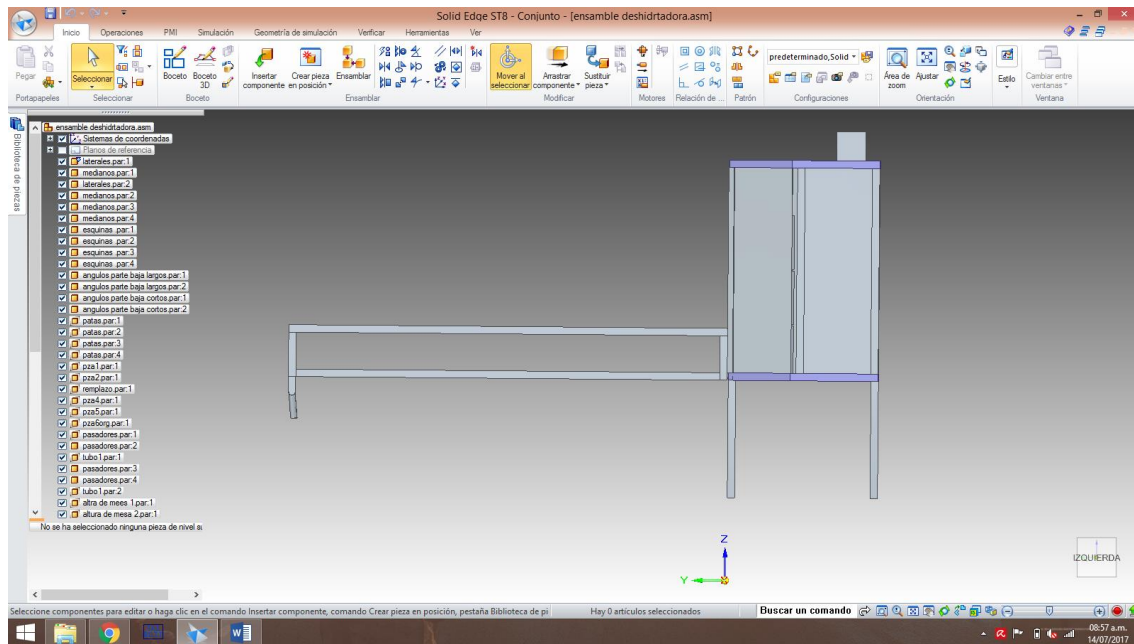 Solid Edge ST8 - Conjunto - [ensamble deshidrtadora.asm]
Inicio Operaciones PMI Simulación Geometría de simulación Verificar Herramientas Ver
Pegar
Seleccionar
Boceto
Boceto 3D
Insertar componente
Crear pieza en posición
Ensamblar
Mover al seleccionar
Arrastrar componente
Sustituir pieza
predeterminado,Solid
Área de zoom
Ajustar
Estilo
Cambiar entre ventanas
Portapapeles Seleccionar Boceto Ensamblar Modificar Motores Relación de ... Patrón Configuraciones Orientación Ventana
Biblioteca de piezas
ensamble deshidrtadora.asm
Sistemas de coordenadas
Planos de referencia
laterales.par:1
medianos.par:1
laterales.par:2
medianos.par:2
medianos.par:3
medianos.par:4
esquinas .par:1
esquinas .par:2
esquinas .par:3
esquinas .par:4
angulos parte baja largos.par:1
angulos parte baja largos.par:2
angulos parte baja cortos.par:1
angulos parte baja cortos.par:2
patas.par:1
patas.par:2
patas.par:3
patas.par:4
pza1.par:1
pza2.par:1
remplazo.par:1
pza4.par:1
pza5.par:1
pza6org.par:1
pasadores.par:1
pasadores.par:2
tubo1.par:1
pasadores.par:3
pasadores.par:4
tubo1.par:2
altra de mees 1.par:1
altura de mesa 2.par:1
No se ha seleccionado ninguna pieza de nivel
Z
Y
IZQUIERDA
Seleccione componentes para editar o haga clic en el comando Insertar componente, comando Crear pieza en posición, pestaña Biblioteca de pi
Hay 0 artículos seleccionados
Buscar un comando
08:57 a.m.
14/07/2017